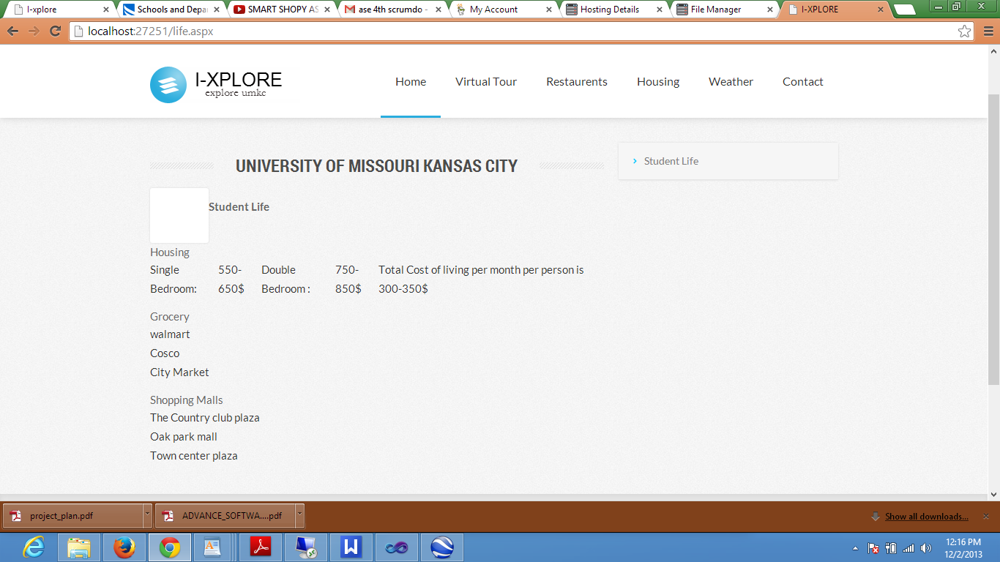 I-xplore
Schools and Depa
SMART SHOPY AS
ase 4th scrumdo -
My Account
Hosting Details
File Manager
I-XPLORE
localhost:27251/life.aspx
I-XPLORE
explore umkc
Home Virtual Tour Restaurents Housing Weather Contact
UNIVERSITY OF MISSOURI KANSAS CITY
Student Life
Student Life
Housing
Single 550- Double 750- Total Cost of living per month per person is
Bedroom: 650$ Bedroom : 850$ 300-350$
Grocery
walmart
Cosco
City Market
Shopping Malls
The Country club plaza
Oak park mall
Town center plaza
project_plan.pdf
ADVANCE_SOFTWA....pdf
Show all downloads...
12:16 PM
12/2/2013